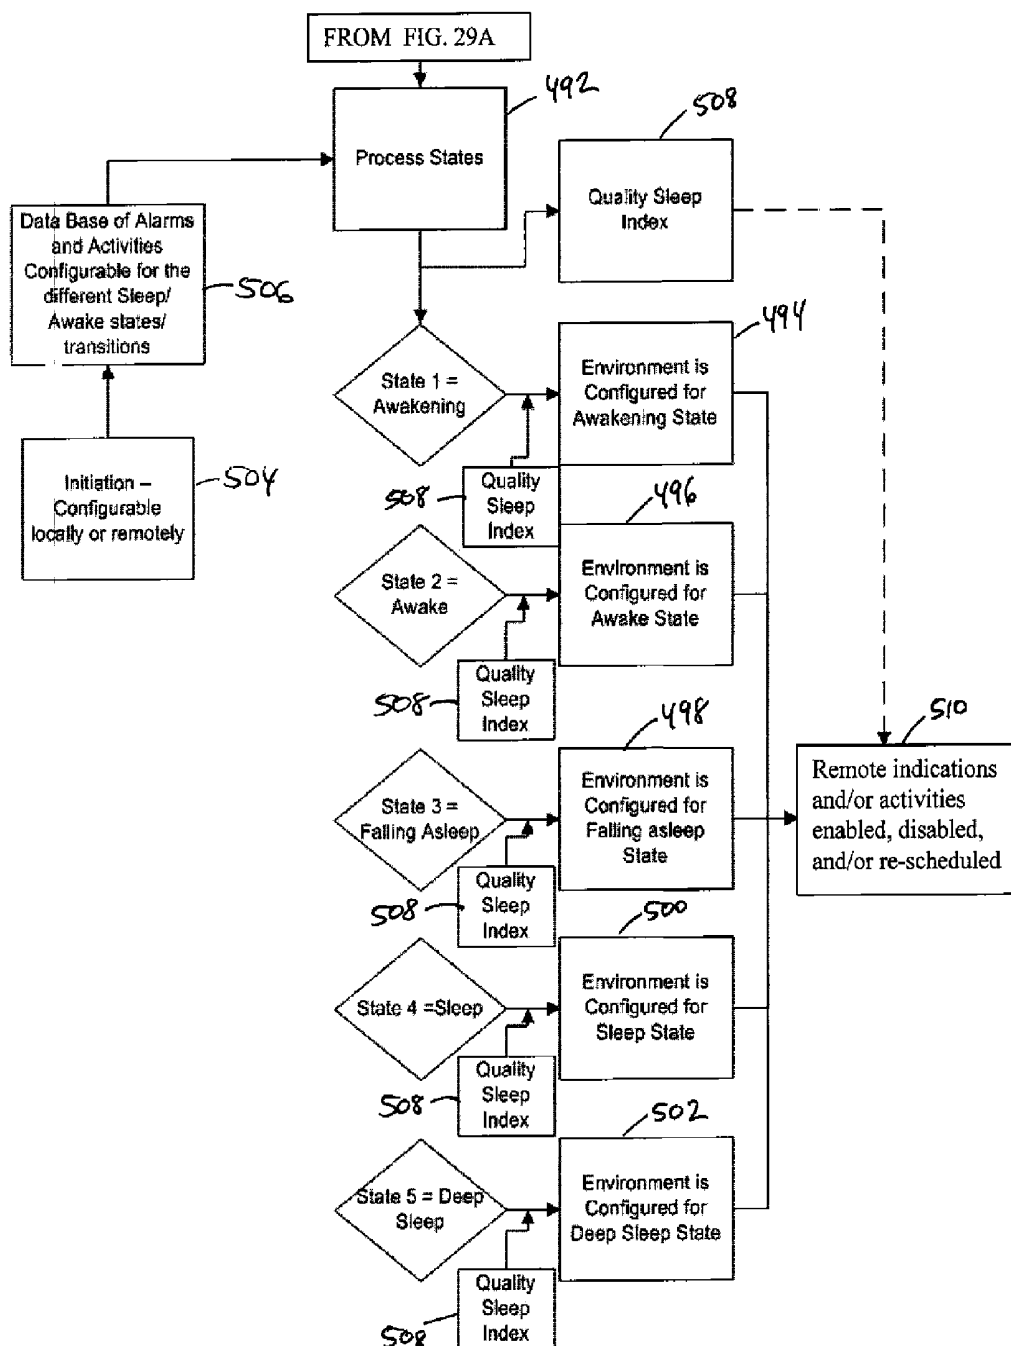 FROM FIG. 29A
492
Process States
508
Quality Sleep
Index
Data Base of Alarms
and Activities
Configurable for the
different Sleep/
Awake states/
transitions
506
Initiation –
Configurable
locally or remotely
504
State 1 =
Awakening
494
Environment is
Configured for
Awakening State
508
Quality
Sleep
Index
496
State 2 =
Awake
Environment is
Configured for
Awake State
508
Quality
Sleep
Index
498
State 3 =
Falling Asleep
Environment is
Configured for
Falling asleep
State
510
Remote indications
and/or activities
enabled, disabled,
and/or re-scheduled
508
Quality
Sleep
Index
500
State 4 =Sleep
Environment is
Configured for
Sleep State
508
Quality
Sleep
Index
502
State 5 = Deep
Sleep
Environment is
Configured for
Deep Sleep State
508
Quality
Sleep
Index